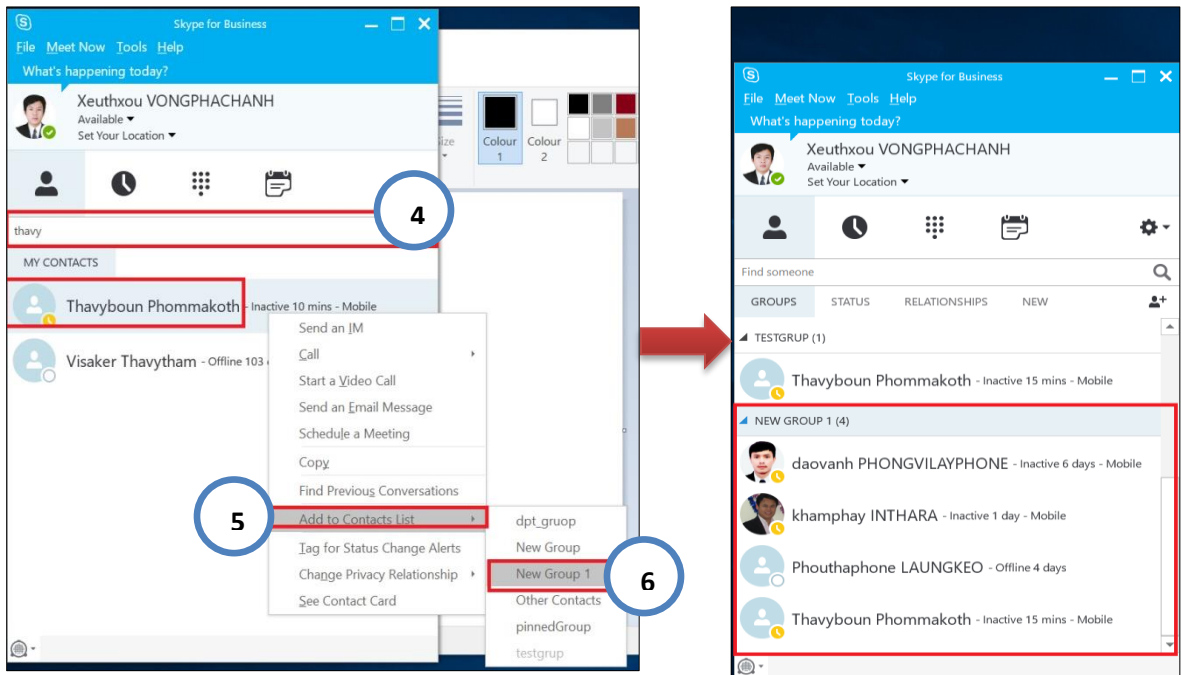 Skype for Business
File Meet Now Tools Help
What's happening today?
Xeuthxou VONGPHACHANH
Available
Set Your Location
thavy
4
MY CONTACTS
Thavyboun Phommakoth - Inactive 10 mins - Mobile
Visaker Thavytham - Offline 103
Send an IM
Call
Start a Video Call
Send an Email Message
Schedule a Meeting
Copy
Find Previous Conversations
5
Add to Contacts List
Tag for Status Change Alerts
Change Privacy Relationship
See Contact Card
dpt_gruop
New Group
New Group 1
6
Other Contacts
pinnedGroup
testgrup
Colour 1
Colour 2
Skype for Business
File Meet Now Tools Help
What's happening today?
Xeuthxou VONGPHACHANH
Available
Set Your Location
Find someone
GROUPS STATUS RELATIONSHIPS NEW
TESTGRUP (1)
Thavyboun Phommakoth - Inactive 15 mins - Mobile
NEW GROUP 1 (4)
daovanh PHONGVILAYPHONE - Inactive 6 days - Mobile
khamphay INTHARA - Inactive 1 day - Mobile
Phouthaphone LAUNGKEO - Offline 4 days
Thavyboun Phommakoth - Inactive 15 mins - Mobile